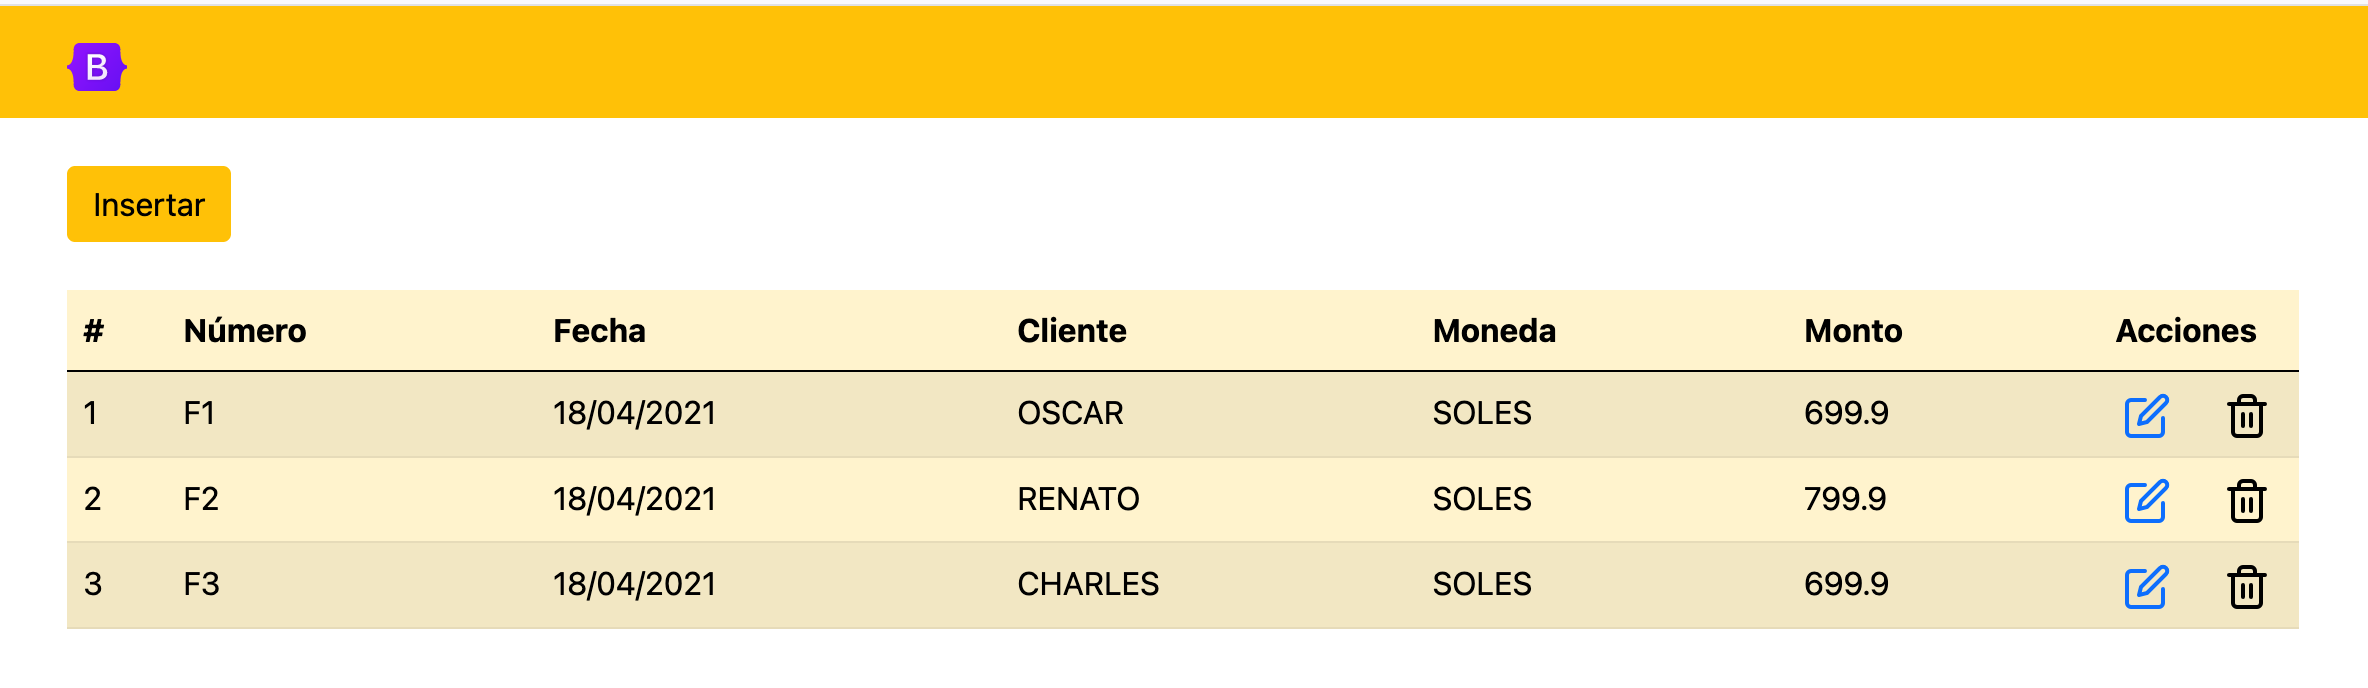 B
Insertar
# Número Fecha Cliente Moneda Monto Acciones
1 F1 18/04/2021 OSCAR SOLES 699.9
2 F2 18/04/2021 RENATO SOLES 799.9
3 F3 18/04/2021 CHARLES SOLES 699.9